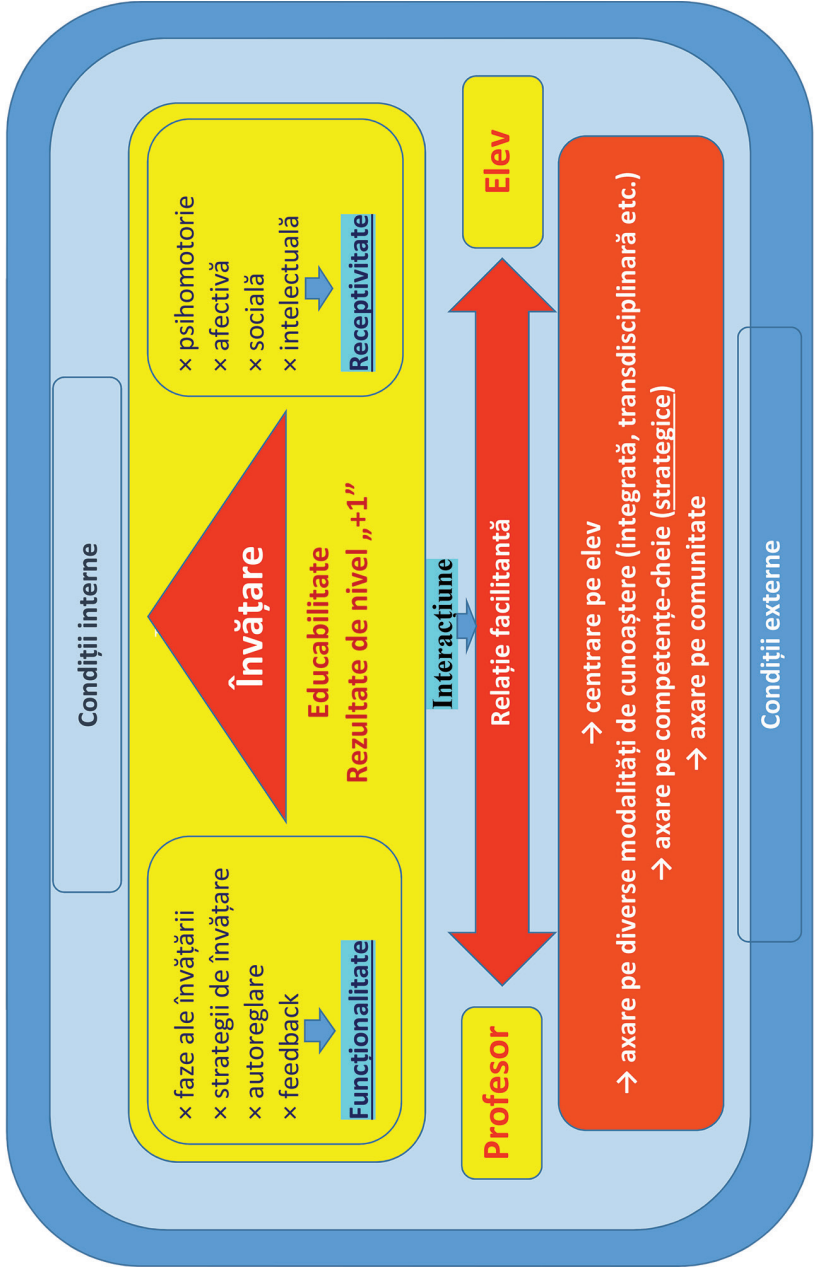 Condiții interne
× faze ale învățării
× strategii de învățare
× autoreglare
× feedback
Funcționalitate
Învățare
Educabilitate
Rezultate de nivel „+1”
× psihomotorie
× afectivă
× socială
× intelectuală
Receptivitate
Interacțiune
Profesor
Relație facilitantă
Elev
→ centrare pe elev
→ axare pe diverse modalități de cunoaștere (integrată, transdisciplinară etc.)
→ axare pe competențe-cheie (strategice)
→ axare pe comunitate
Condiții externe